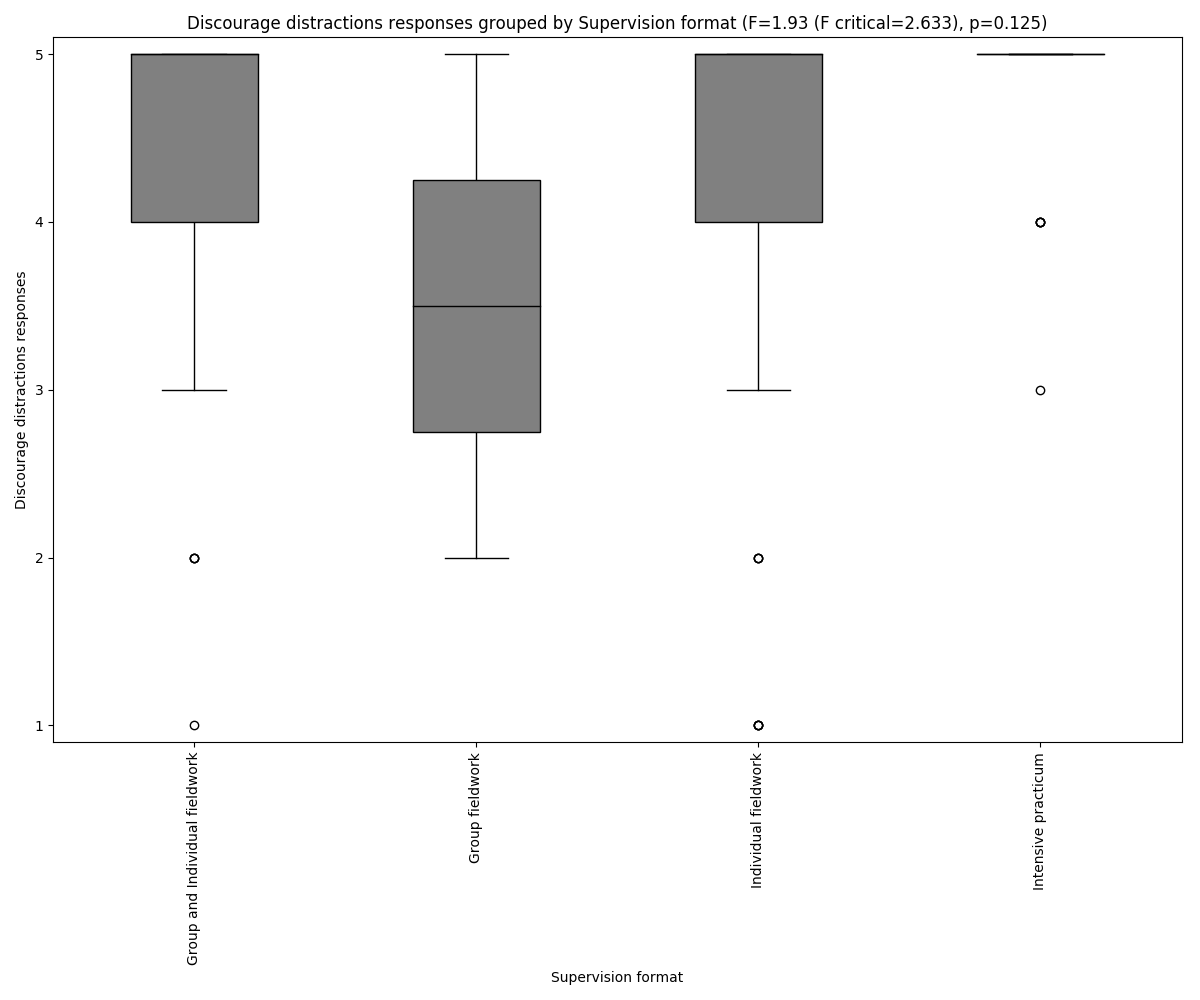 Discourage distractions responses grouped by Supervision format (F=1.93 (F critical=2.633), p=0.125)
Discourage distractions responses
5
4
3
2
1
Group and Individual fieldwork
Group fieldwork
Individual fieldwork
Intensive practicum
Supervision format